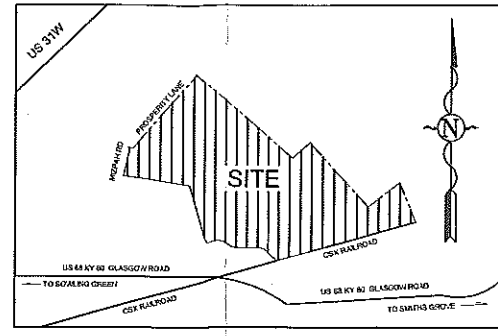 US 31W
PROSPERITY LANE
MIZPAH RD
N
SITE
CSX RAILROAD
US 68 KY 80 GLASGOW ROAD
TO BOWLING GREEN
US 68 KY 80 GLASGOW ROAD
CSX RAILROAD
TO SMITHS GROVE